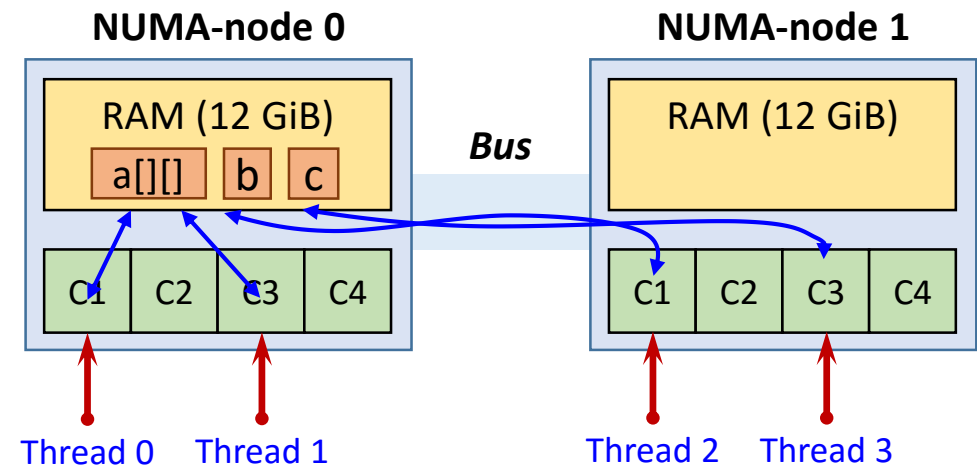 NUMA-node 0
NUMA-node 1
RAM (12 GiB)
a[][] b c
Bus
RAM (12 GiB)
C1 C2 C3 C4
C1 C2 C3 C4
Thread 0 Thread 1
Thread 2 Thread 3